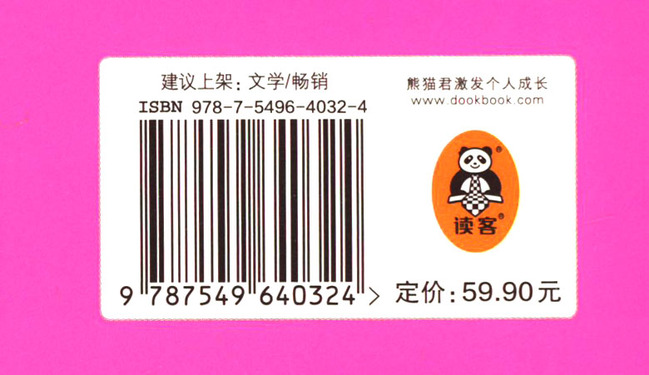 建议上架：文学/畅销
ISBN 978-7-5496-4032-4
9 787549 640324 >
熊猫君激发个人成长
www.dookbook.com
®
读客®
定价：59.90元